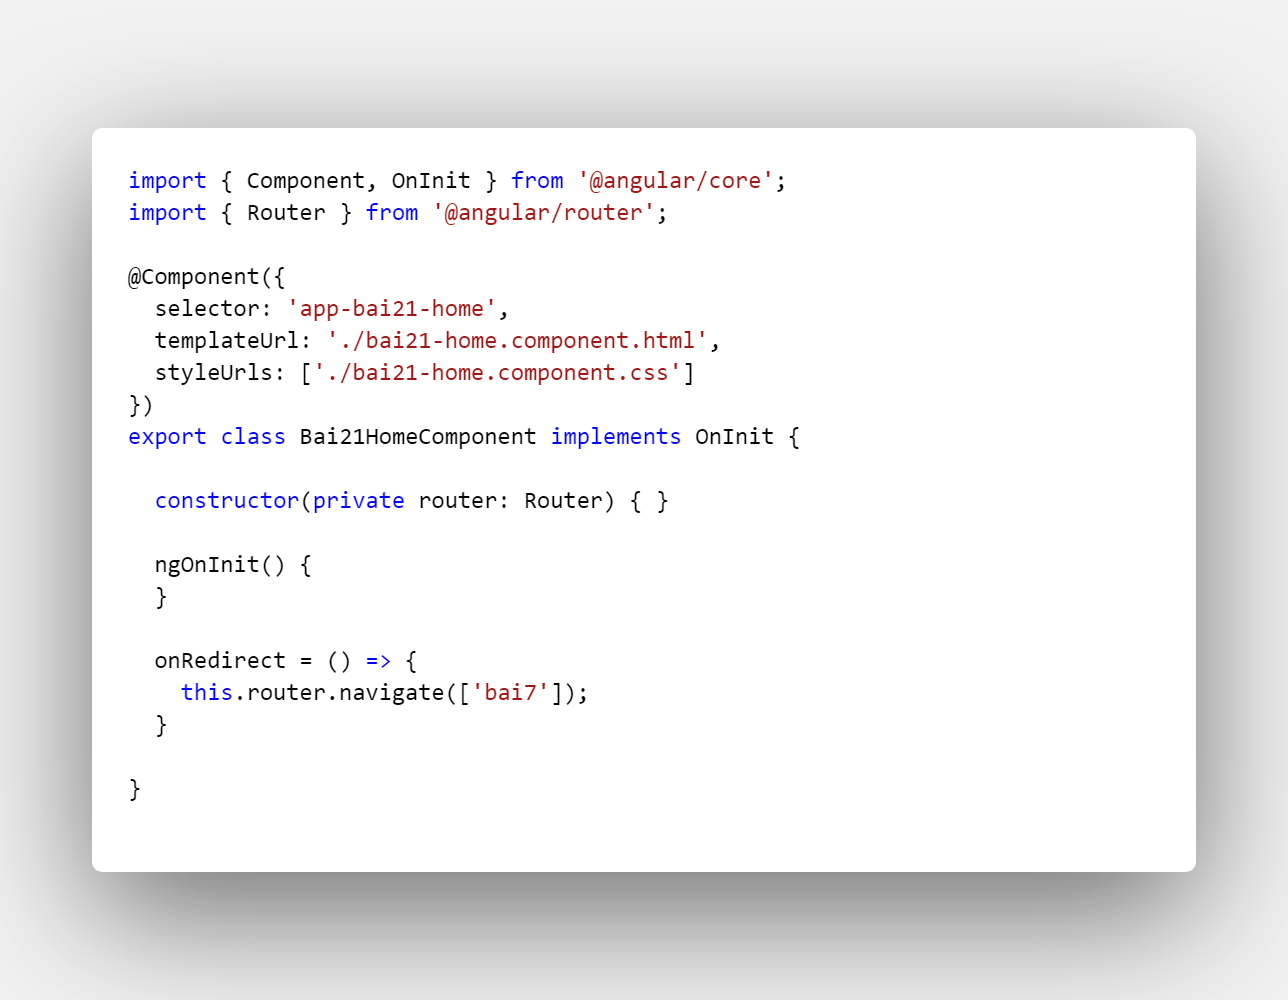 import { Component, OnInit } from '@angular/core';
import { Router } from '@angular/router';

@Component({
  selector: 'app-bai21-home',
  templateUrl: './bai21-home.component.html',
  styleUrls: ['./bai21-home.component.css']
})
export class Bai21HomeComponent implements OnInit {

  constructor(private router: Router) { }

  ngOnInit() {
  }

  onRedirect = () => {
    this.router.navigate(['bai7']);
  }

}